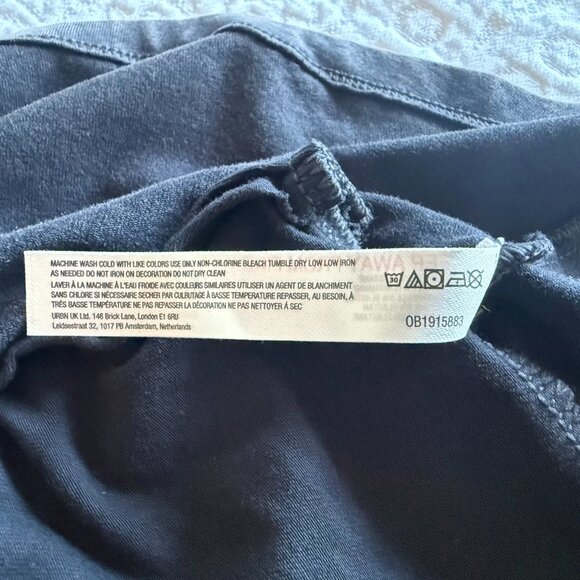 MACHINE WASH COLD WITH LIKE COLORS USE ONLY NON-CHLORINE BLEACH TUMBLE DRY LOW LOW IRON
AS NEEDED DO NOT IRON ON DECORATION DO NOT DRY CLEAN
LAVER À LA MACHINE À L'EAU FROIDE AVEC COULEURS SIMILAIRES UTILISER UN AGENT DE BLANCHIMENT
SANS CHLORE SI NÉCESSAIRE SECHER PAR CULBUTAGE À BASSE TEMPERATURE REPASSER, AU BESOIN, À
TRÈS BASSE TEMPÉRATURE NE PAS REPASSER LA DÉCORATION NE PAS NETTOYER À SEC
URBN UK Ltd. 146 Brick Lane, London E1 6RU
Leidsestraat 32, 1017 PB Amsterdam, Netherlands
30
OB1915883